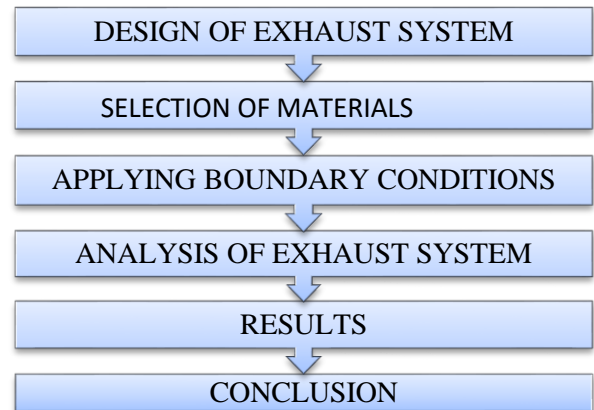 DESIGN OF EXHAUST SYSTEM
SELECTION OF MATERIALS
APPLYING BOUNDARY CONDITIONS
ANALYSIS OF EXHAUST SYSTEM
RESULTS
CONCLUSION